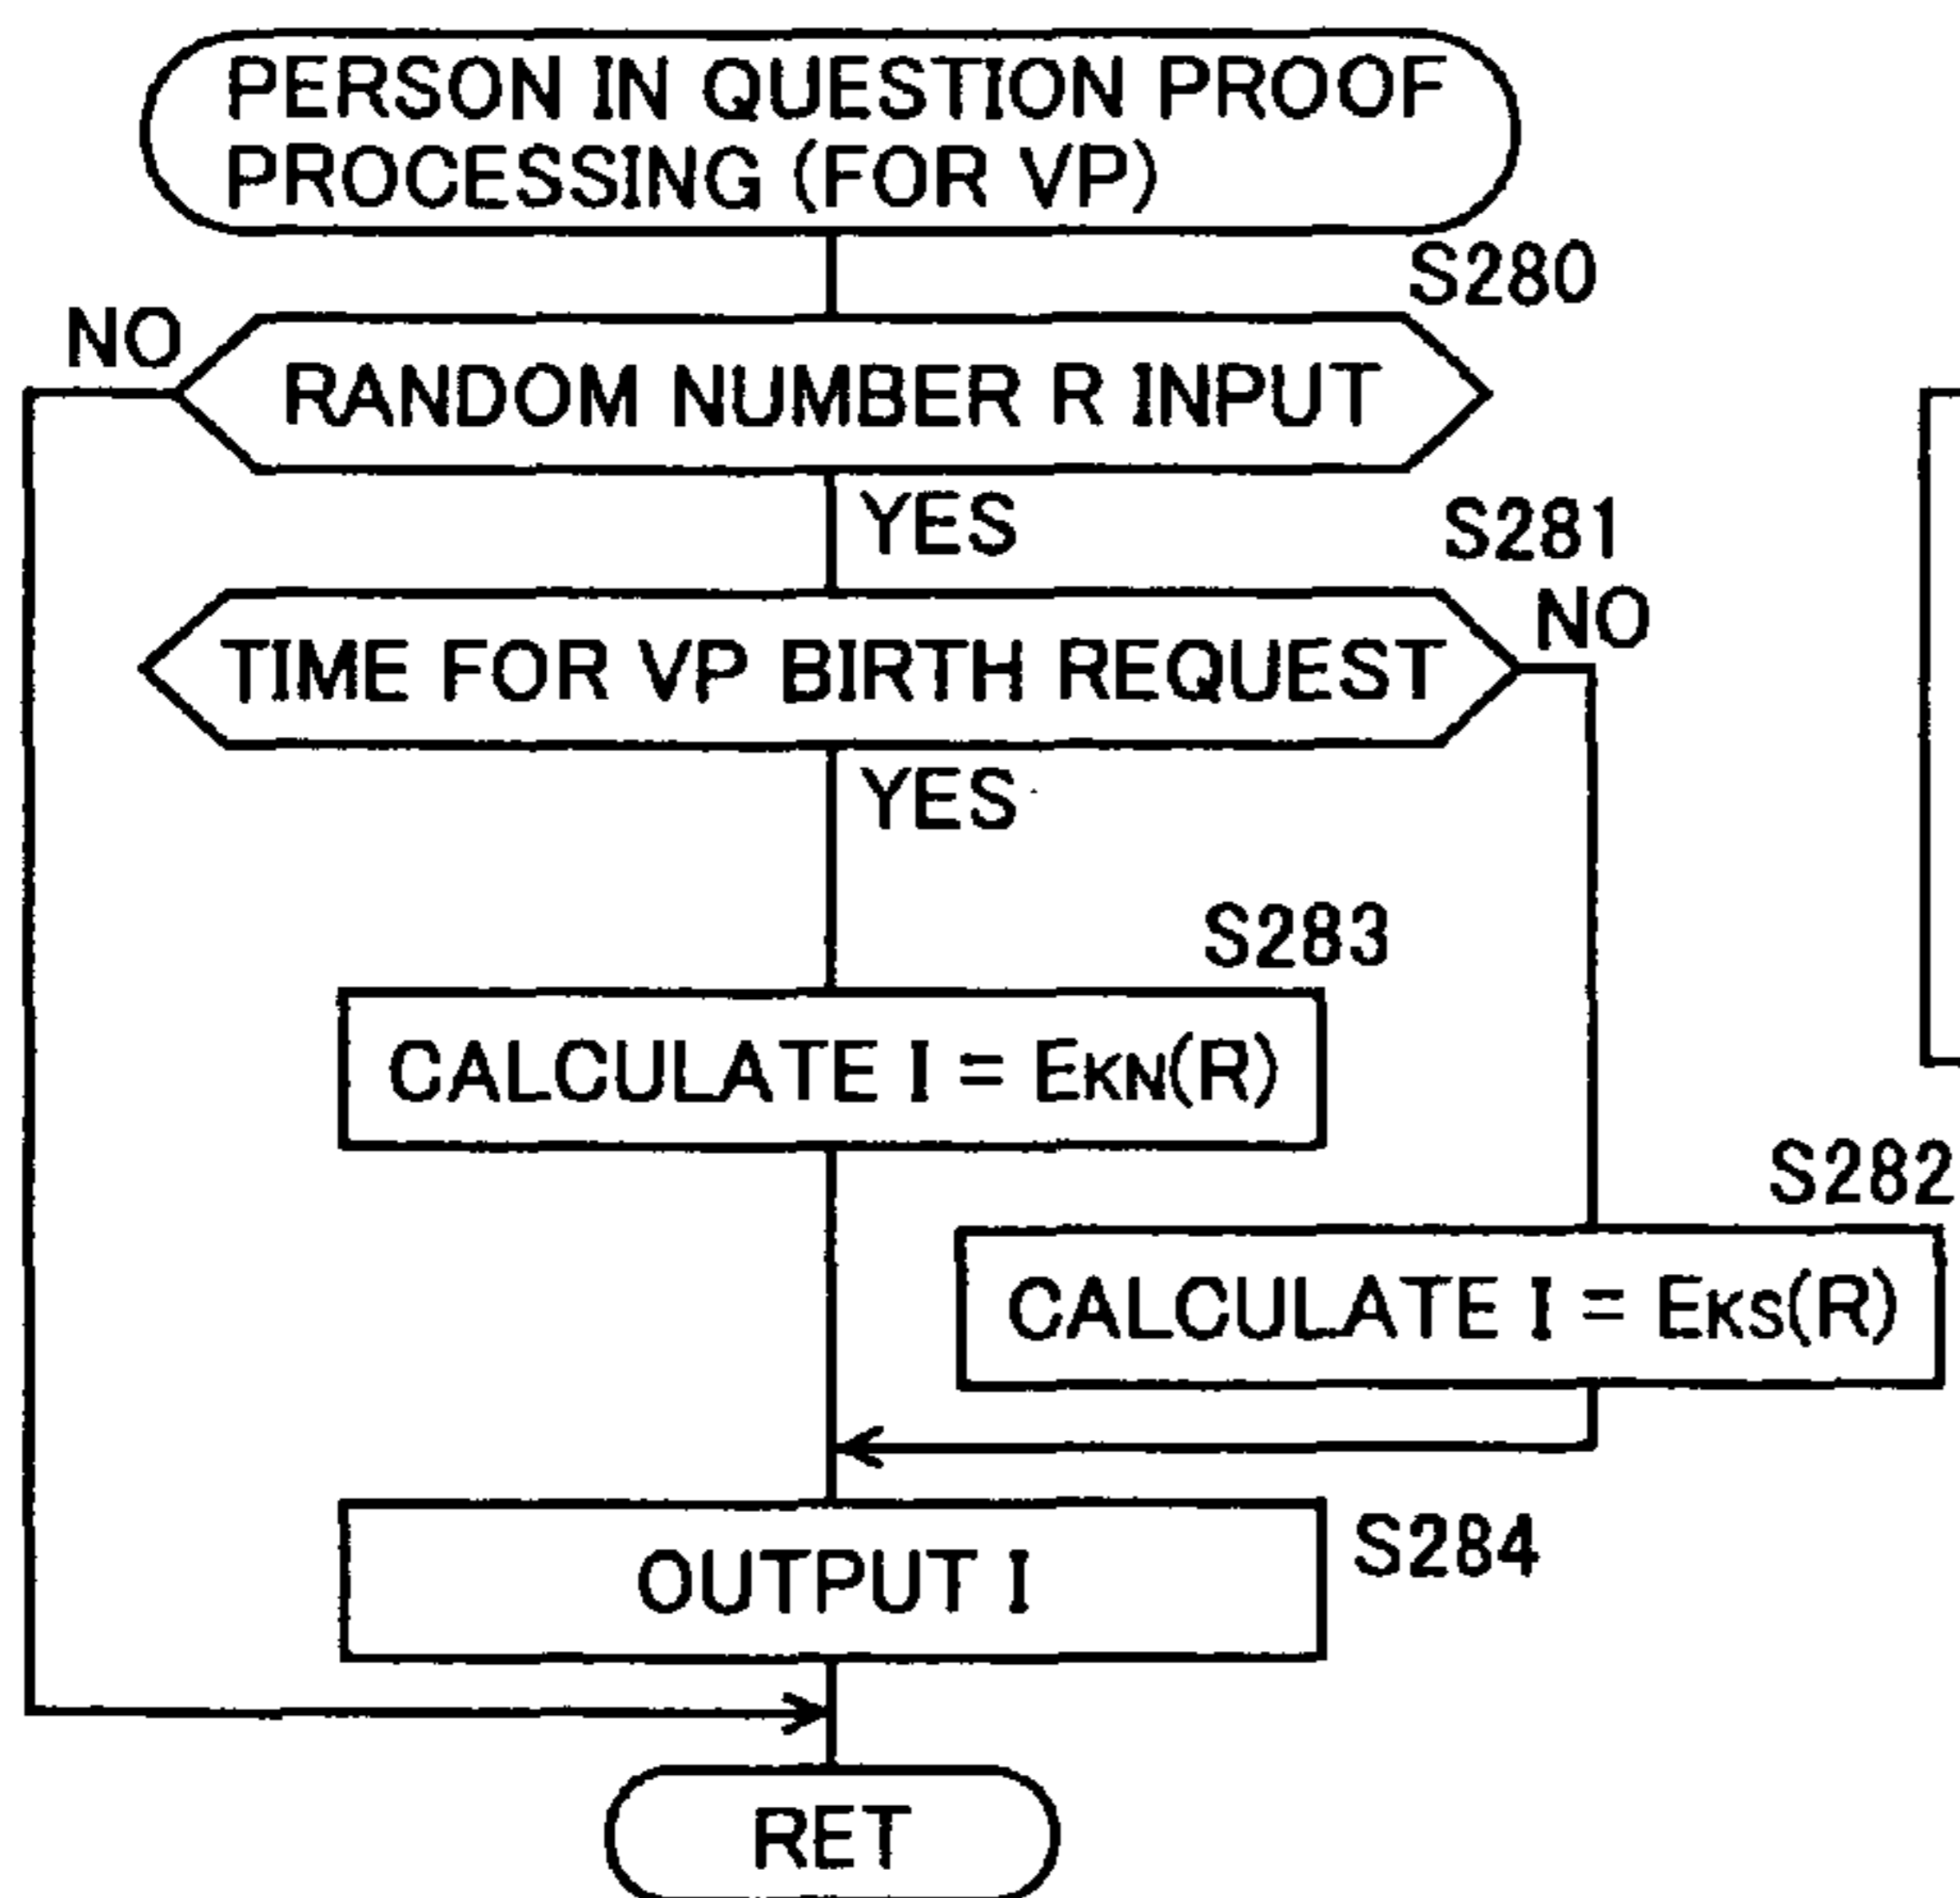 PERSON IN QUESTION PROOF
PROCESSING (FOR VP)
S280
NO
RANDOM NUMBER R INPUT
YES
S281
NO
TIME FOR VP BIRTH REQUEST
YES
S283
CALCULATE I = EKN(R)
S282
CALCULATE I = EKS(R)
OUTPUT I
S284
RET